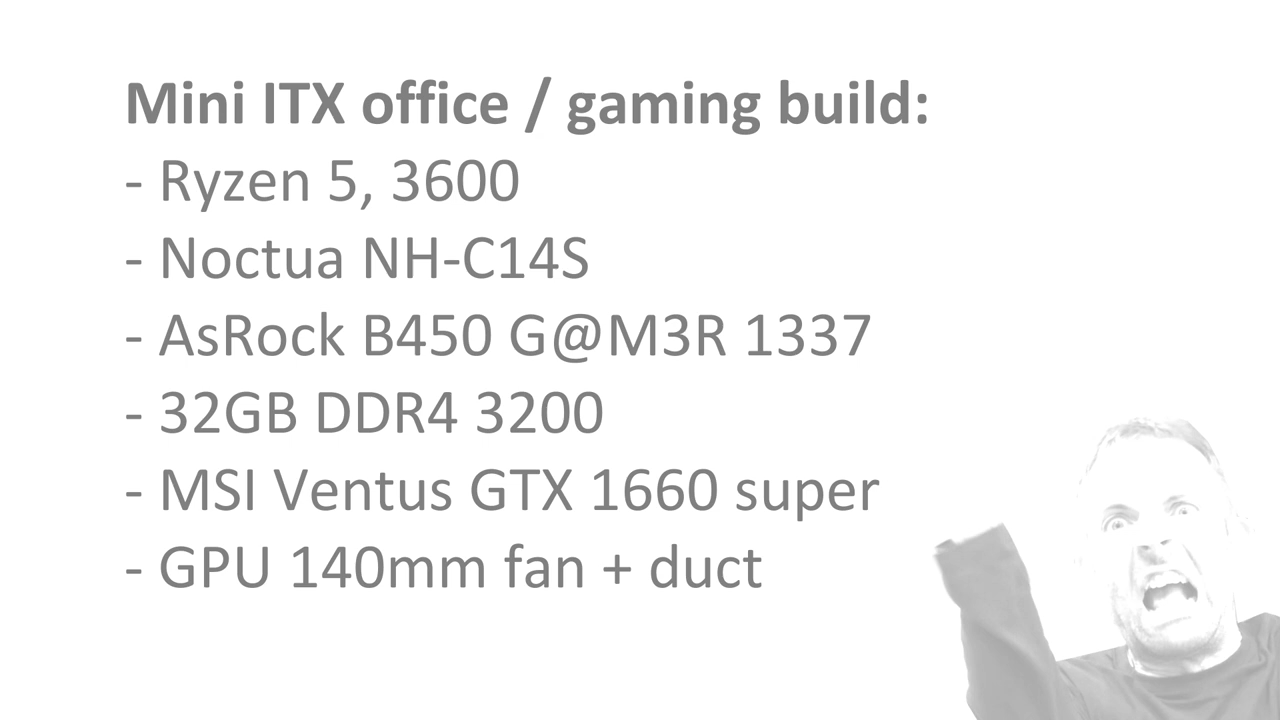 Mini ITX office / gaming build:
- Ryzen 5, 3600
- Noctua NH-C14S
- AsRock B450 G@M3R 1337
- 32GB DDR4 3200
- MSI Ventus GTX 1660 super
- GPU 140mm fan + duct